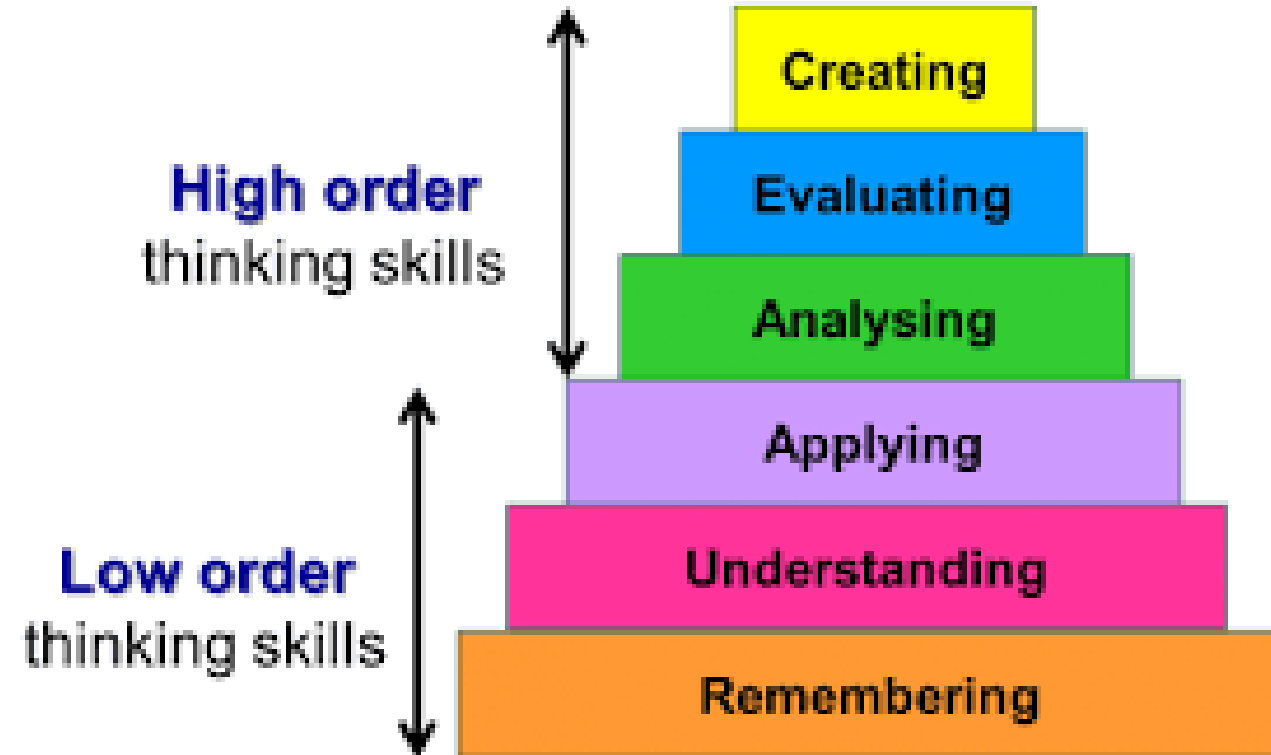 Creating
Evaluating
High order
thinking skills
Analysing
Applying
Understanding
Low order
thinking skills
Remembering